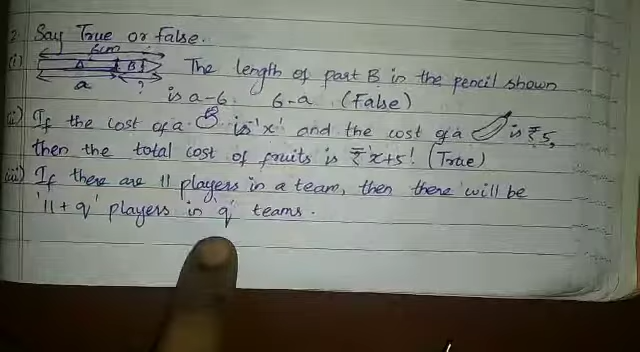 2. Say True or False.
6cm
(i) A B The length of part B in the pencil shown
a ? is a-6. 6-a (False)
(ii) If the cost of a is 'x' and the cost of a is ₹5,
then the total cost of fruits is ₹'x+5'. (True)
(iii) If there are 11 players in a team, then there will be
'11+q' players in 'q' teams.